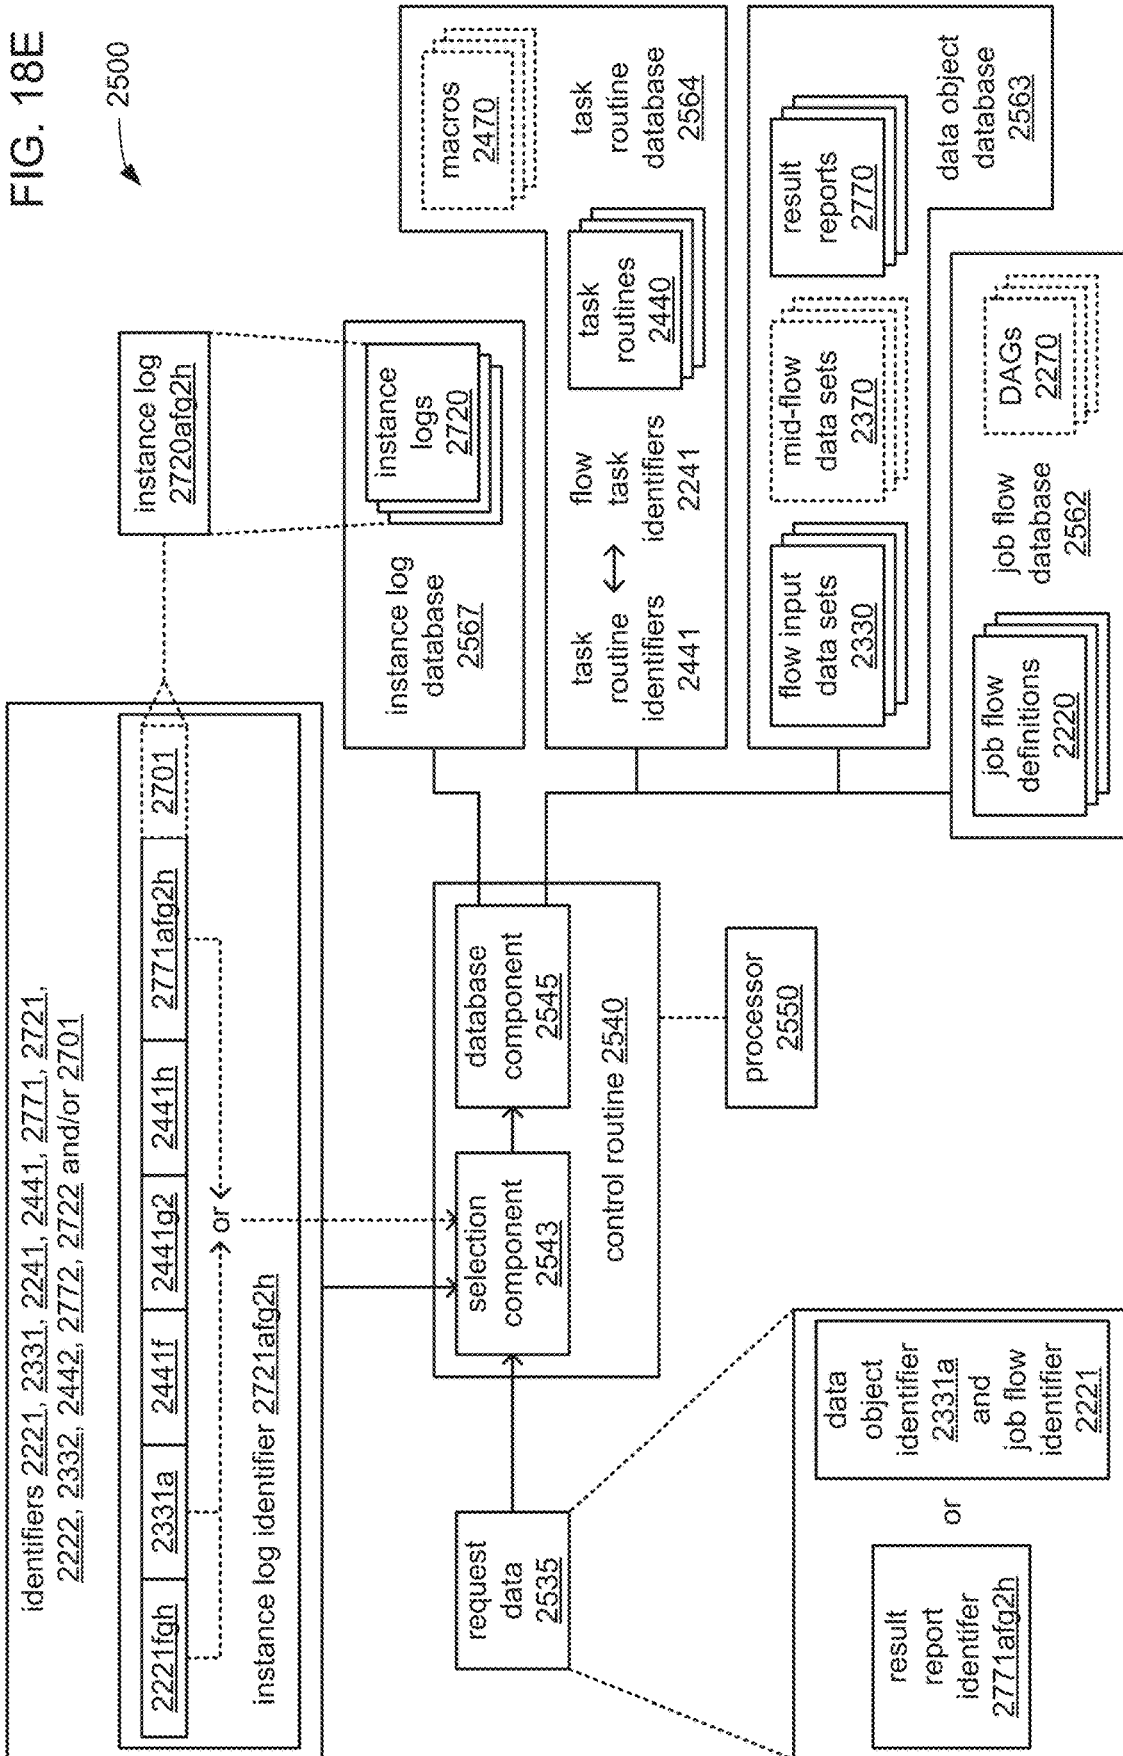 FIG. 18E
2500
identifiers 2221, 2331, 2241, 2441, 2771, 2721,
2222, 2332, 2442, 2772, 2722 and/or 2701
2221fgh
2331a
2441f
2441g2
2441h
2771afg2h
2701
or
instance log identifier 2721afg2h
instance log
2720afg2h
request
data
2535
selection
component
2543
database
component
2545
control routine 2540
processor
2550
instance log
database
2567
instance
logs
2720
macros
2470
task
routine
identifiers
2441
flow
task
identifiers
2241
task
routines
2440
task
routine
database
2564
flow input
data sets
2330
mid-flow
data sets
2370
result
reports
2770
data object
database
2563
job flow
definitions
2220
job flow
database
2562
DAGs
2270
result
report
identifer
2771afg2h
or
data
object
identifier
2331a
and
job flow
identifier
2221